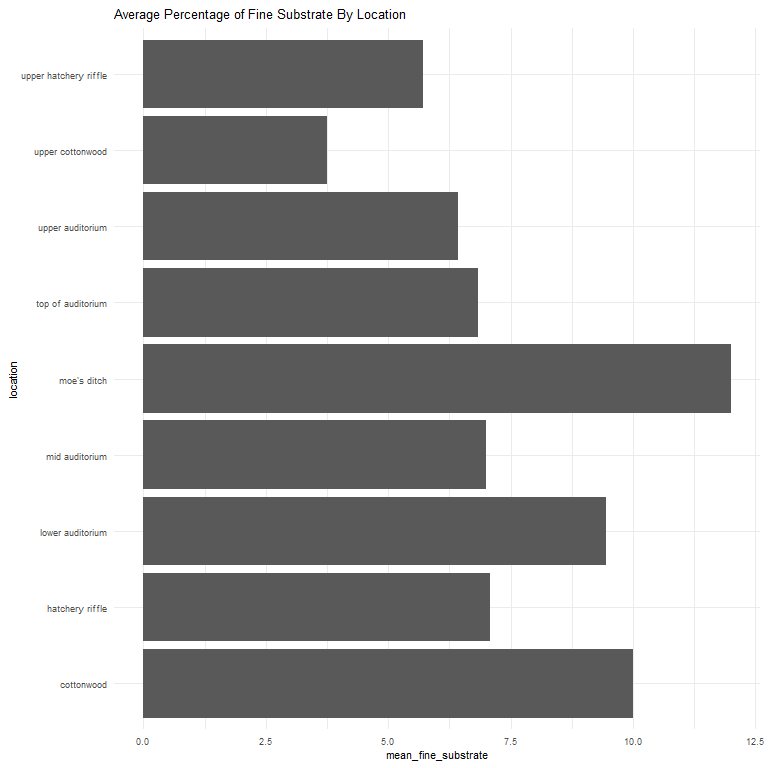 Average Percentage of Fine Substrate By Location
upper hatchery riffle
upper cottonwood
upper auditorium
top of auditorium
moe's ditch
mid auditorium
lower auditorium
hatchery riffle
cottonwood
location
0.0 2.5 5.0 7.5 10.0 12.5
mean_fine_substrate